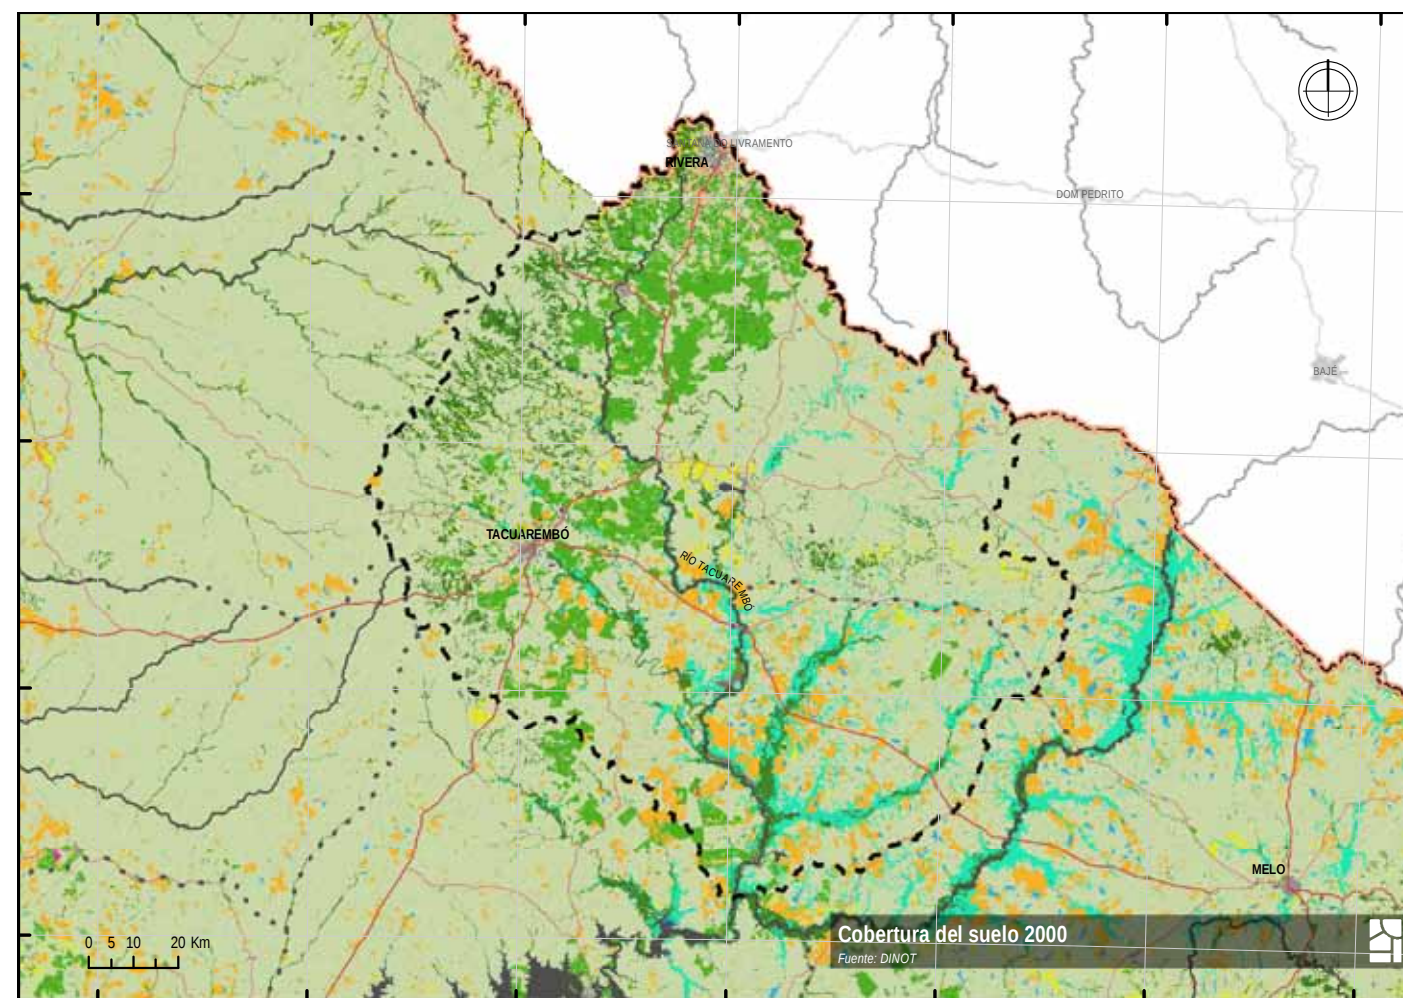 DO LIVRAMENTO
RIVERA
DOM PEDRITO
BAJÉ
TACUAREMBÓ
RÍO TACUAREMBÓ
MELO
0 5 10 20 Km
Cobertura del suelo 2000
Fuente: DINOT